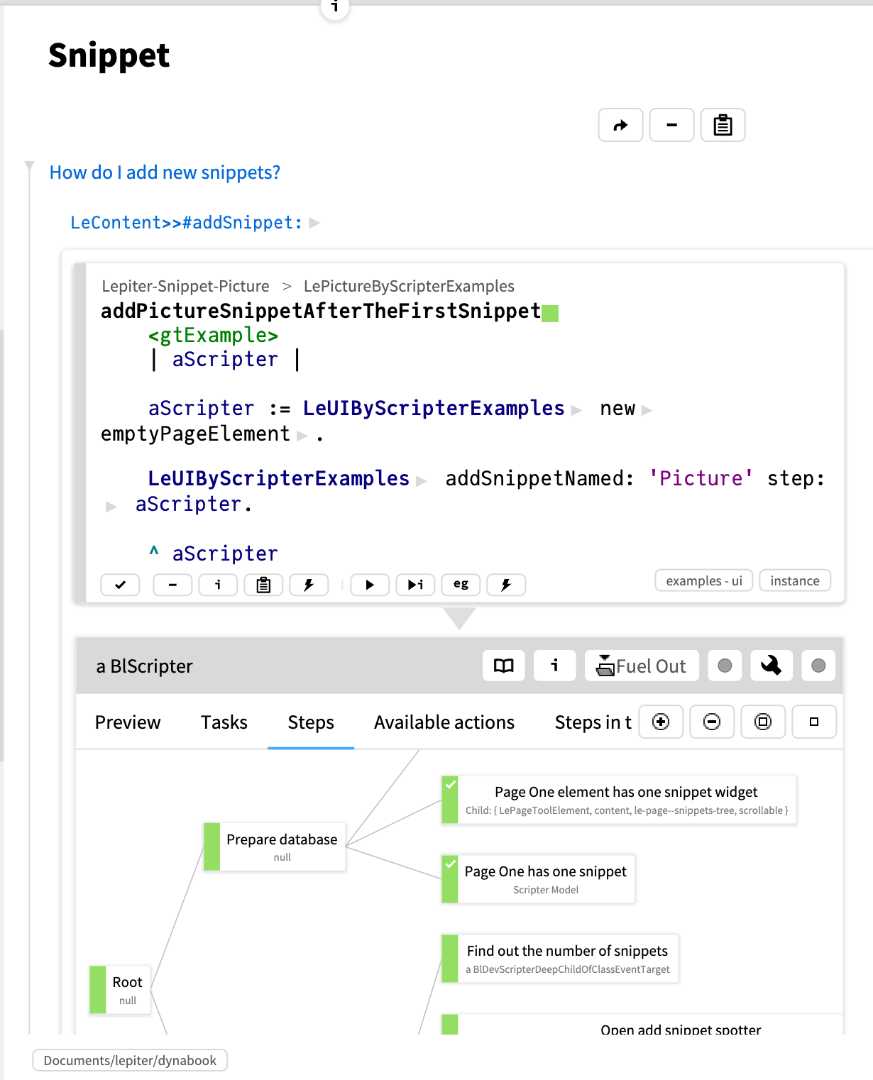 i
Snippet
How do I add new snippets?
LeContent>>#addSnippet:
Lepiter-Snippet-Picture > LePictureByScripterExamples
addPictureSnippetAfterTheFirstSnippet
<gtExample>
| aScripter |
aScripter := LeUIByScripterExamples new
emptyPageElement .
LeUIByScripterExamples addSnippetNamed: 'Picture' step:
aScripter.
^ aScripter
i eg examples - ui instance
a BlScripter i Fuel Out
Preview Tasks Steps Available actions Steps in t
Page One element has one snippet widget
Child: { LePageToolElement, content, le-page--snippets-tree, scrollable }
Prepare database
null
Page One has one snippet
Scripter Model
Find out the number of snippets
a BlDevScripterDeepChildOfClassEventTarget
Root
null
Open add snippet spotter
Documents/lepiter/dynabook